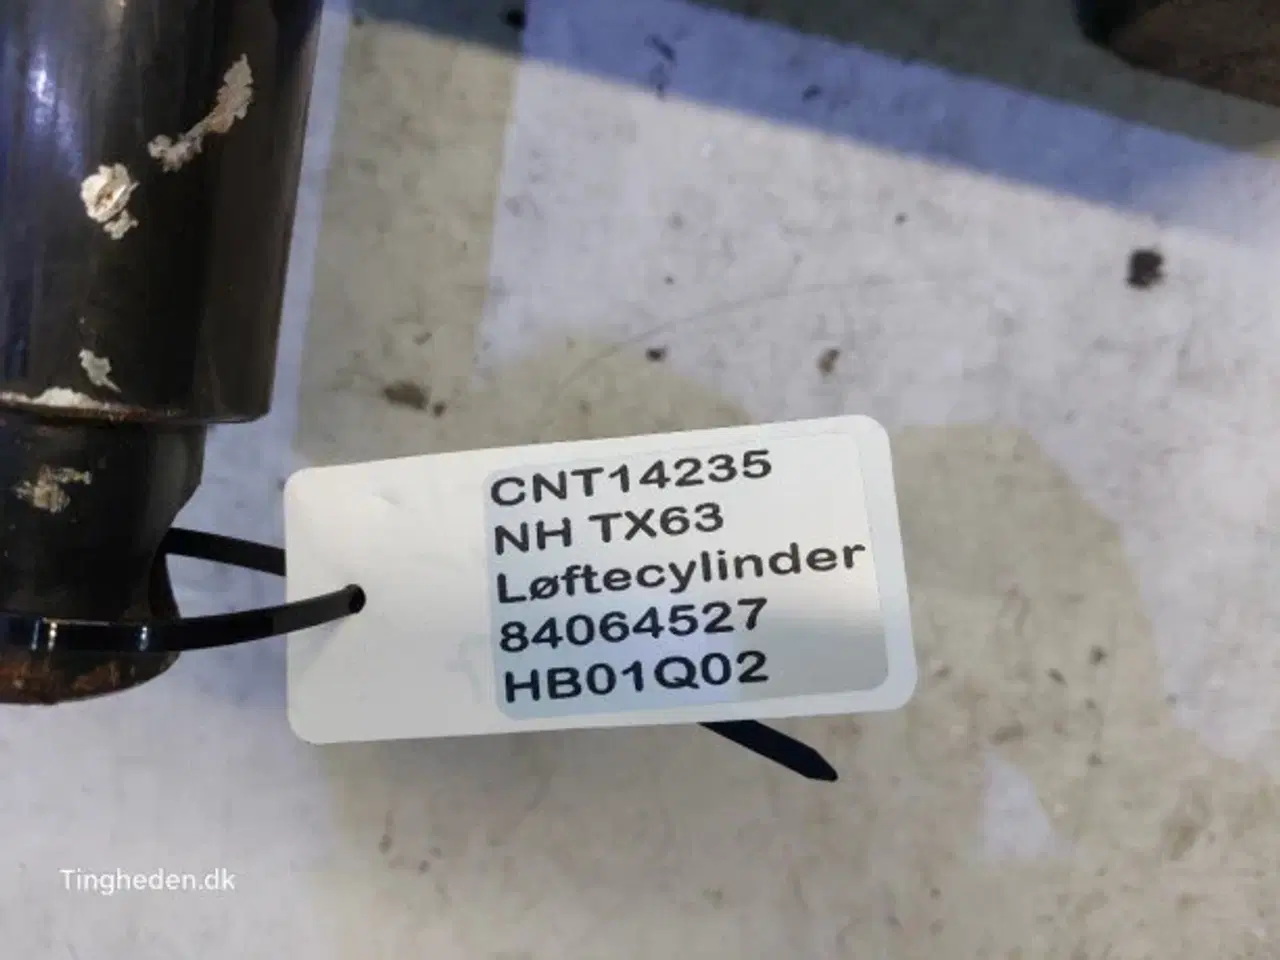 CNT14235
NH TX63
Løftecylinder
84064527
HB01Q02
Tingheden.dk